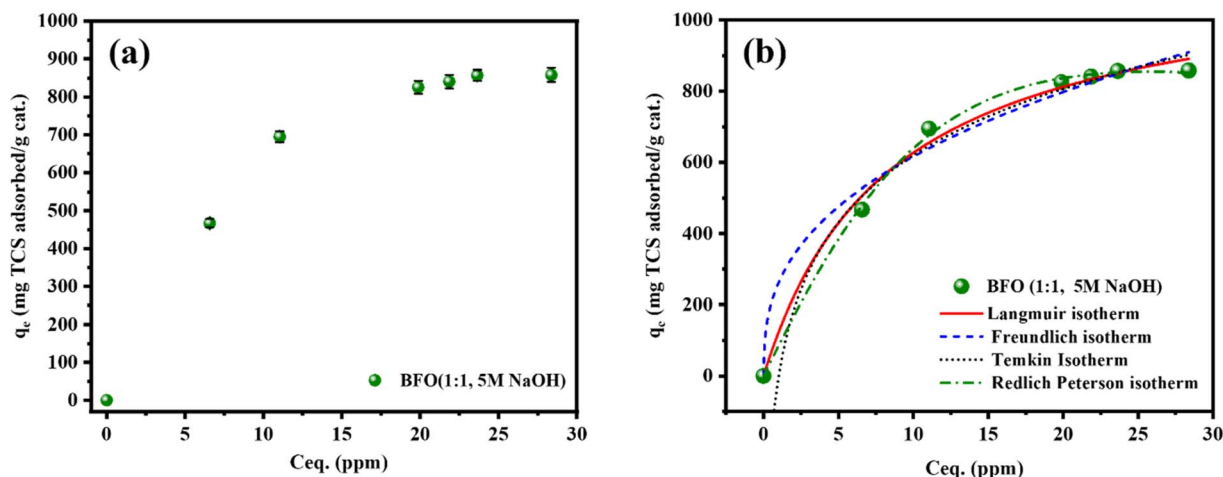 (a)
1000
900
800
700
600
500
400
300
200
100
0
qe (mg TCS adsorbed/g cat.)
BFO(1:1, 5M NaOH)
0 5 10 15 20 25 30
Ceq. (ppm)
(b)
1000
800
600
400
200
0
qe (mg TCS adsorbed/g cat.)
BFO (1:1, 5M NaOH)
Langmuir isotherm
Freundlich isotherm
Temkin Isotherm
Redlich Peterson isotherm
0 5 10 15 20 25 30
Ceq. (ppm)